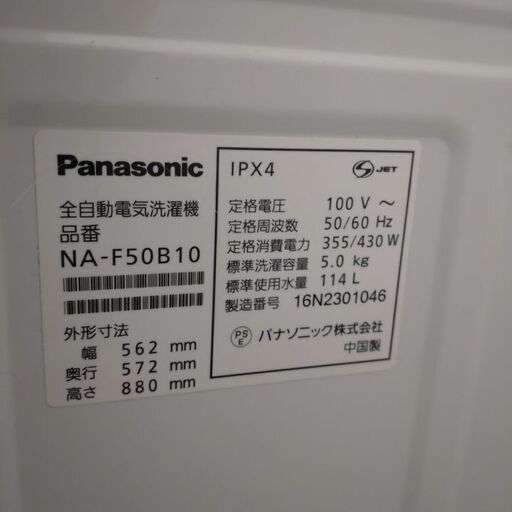 Panasonic
全自動電気洗濯機
品番
NA-F50B10
外形寸法
幅 562 mm
奥行 572 mm
高さ 880 mm
IPX4
S JET
定格電圧 100 V ～
定格周波数 50/60 Hz
定格消費電力 355/430 W
標準洗濯容量 5.0 kg
標準使用水量 114 L
製造番号 16N2301046
PS E パナソニック株式会社
中国製